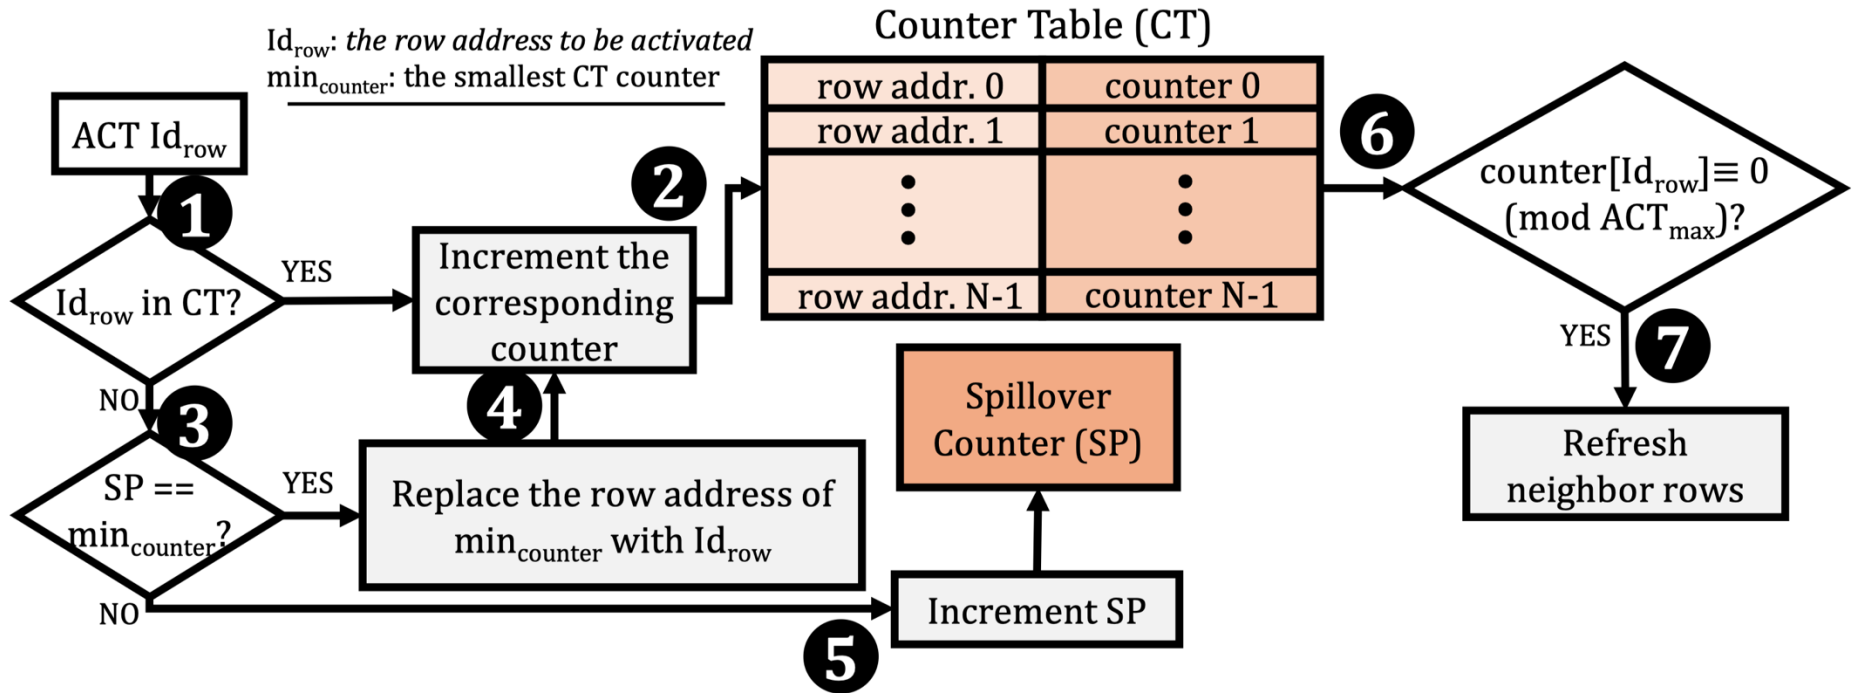 Id_row: the row address to be activated
min_counter: the smallest CT counter
Counter Table (CT)
row addr. 0 counter 0
row addr. 1 counter 1
row addr. N-1 counter N-1
ACT Id_row
1
Id_row in CT?
YES
NO
2
Increment the
corresponding
counter
3
SP ==
min_counter?
YES
NO
4
Replace the row address of
min_counter with Id_row
5
Increment SP
Spillover
Counter (SP)
6
counter[Id_row]≡ 0
(mod ACT_max)?
YES
7
Refresh
neighbor rows